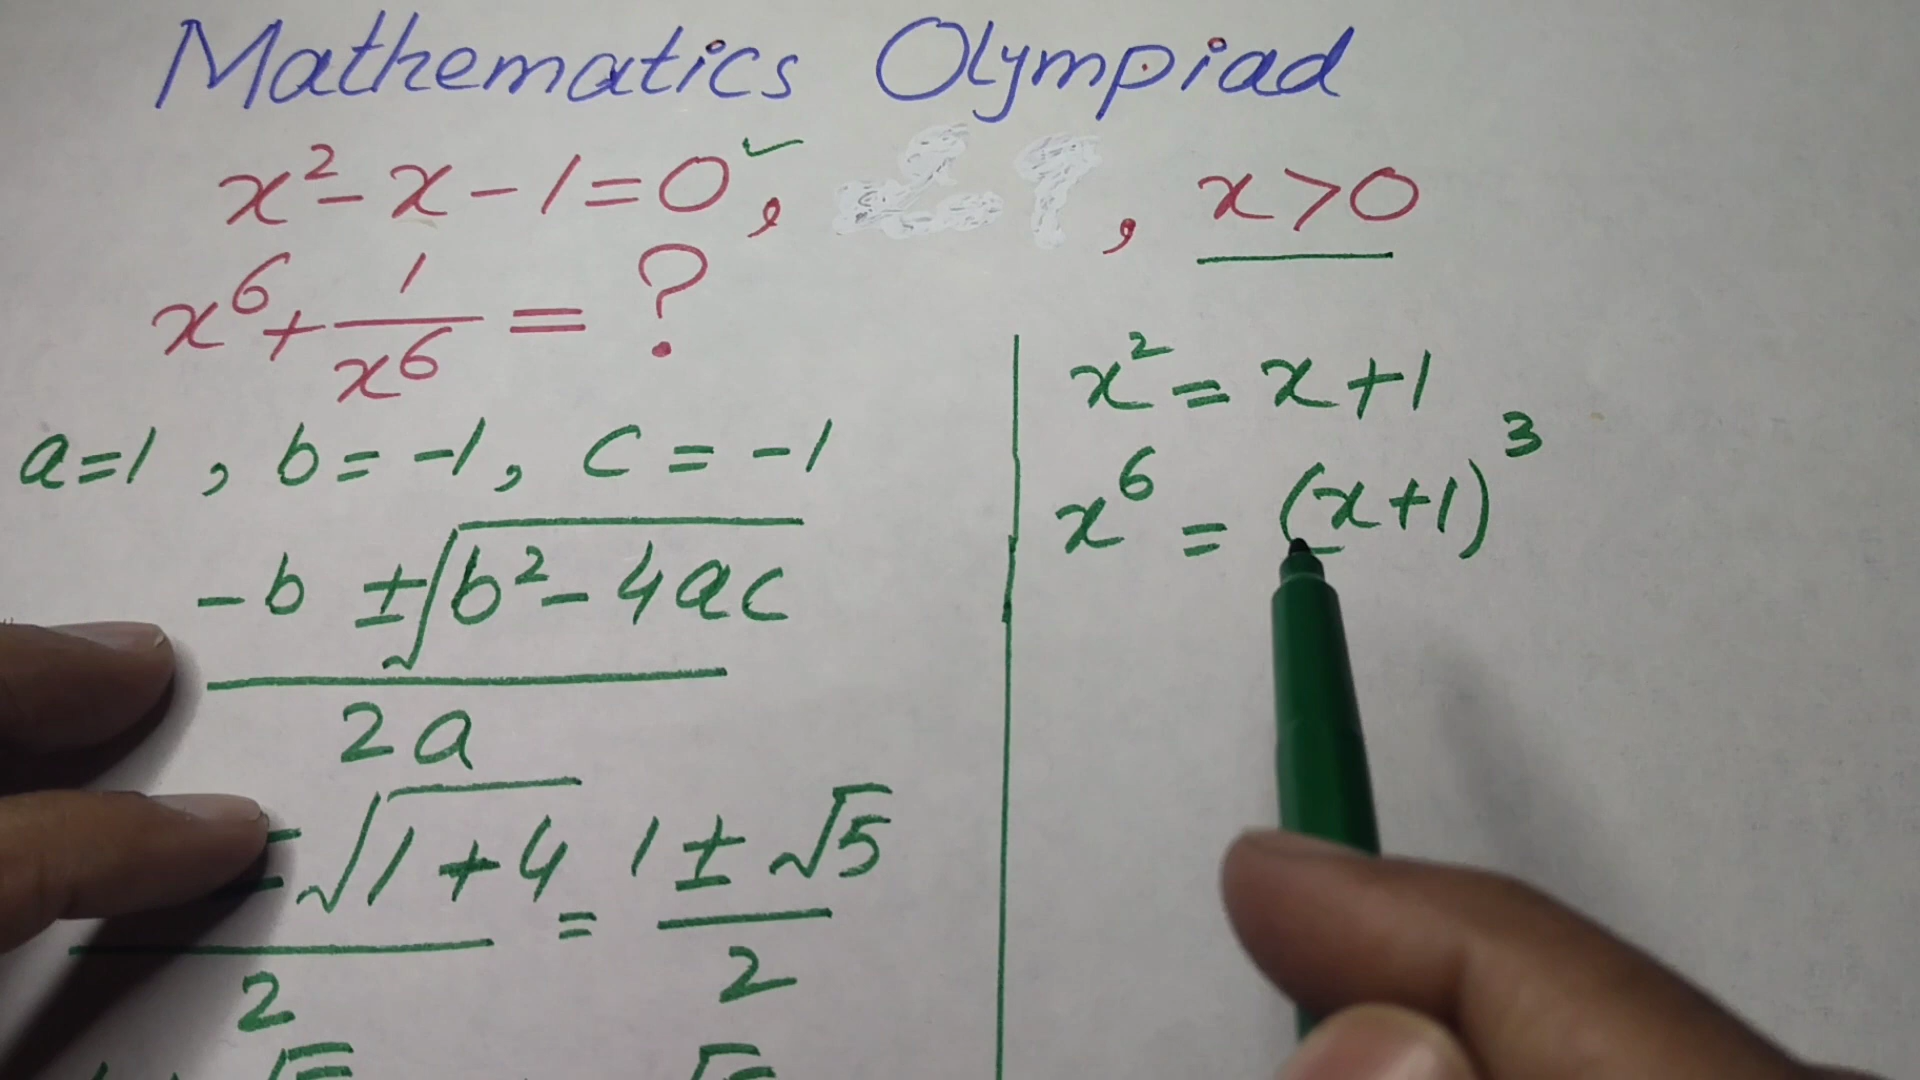 Mathematics Olympiad
x² - x - 1 = 0 ✓, , x > 0
x⁶ + 1/x⁶ = ?
a = 1, b = -1, c = -1
-b ± √(b² - 4ac)
2a
± √(1 + 4) / 2 = (1 ± √5) / 2
x² = x + 1
x⁶ = (x + 1)³